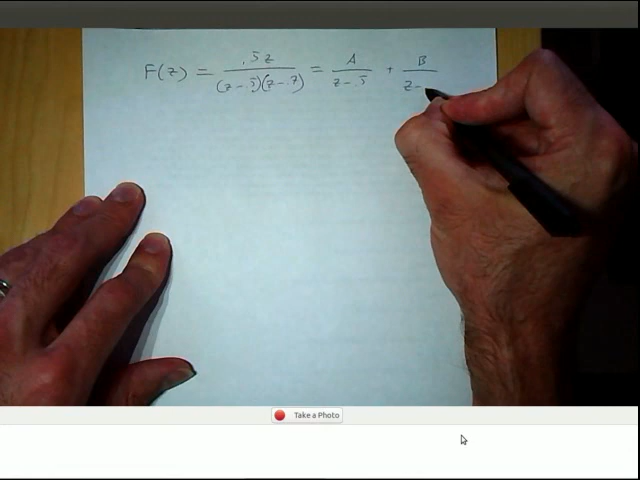 F(z) = .5z / (z-.5)(z-.7) = A / z-.5 + B / z-
Take a Photo